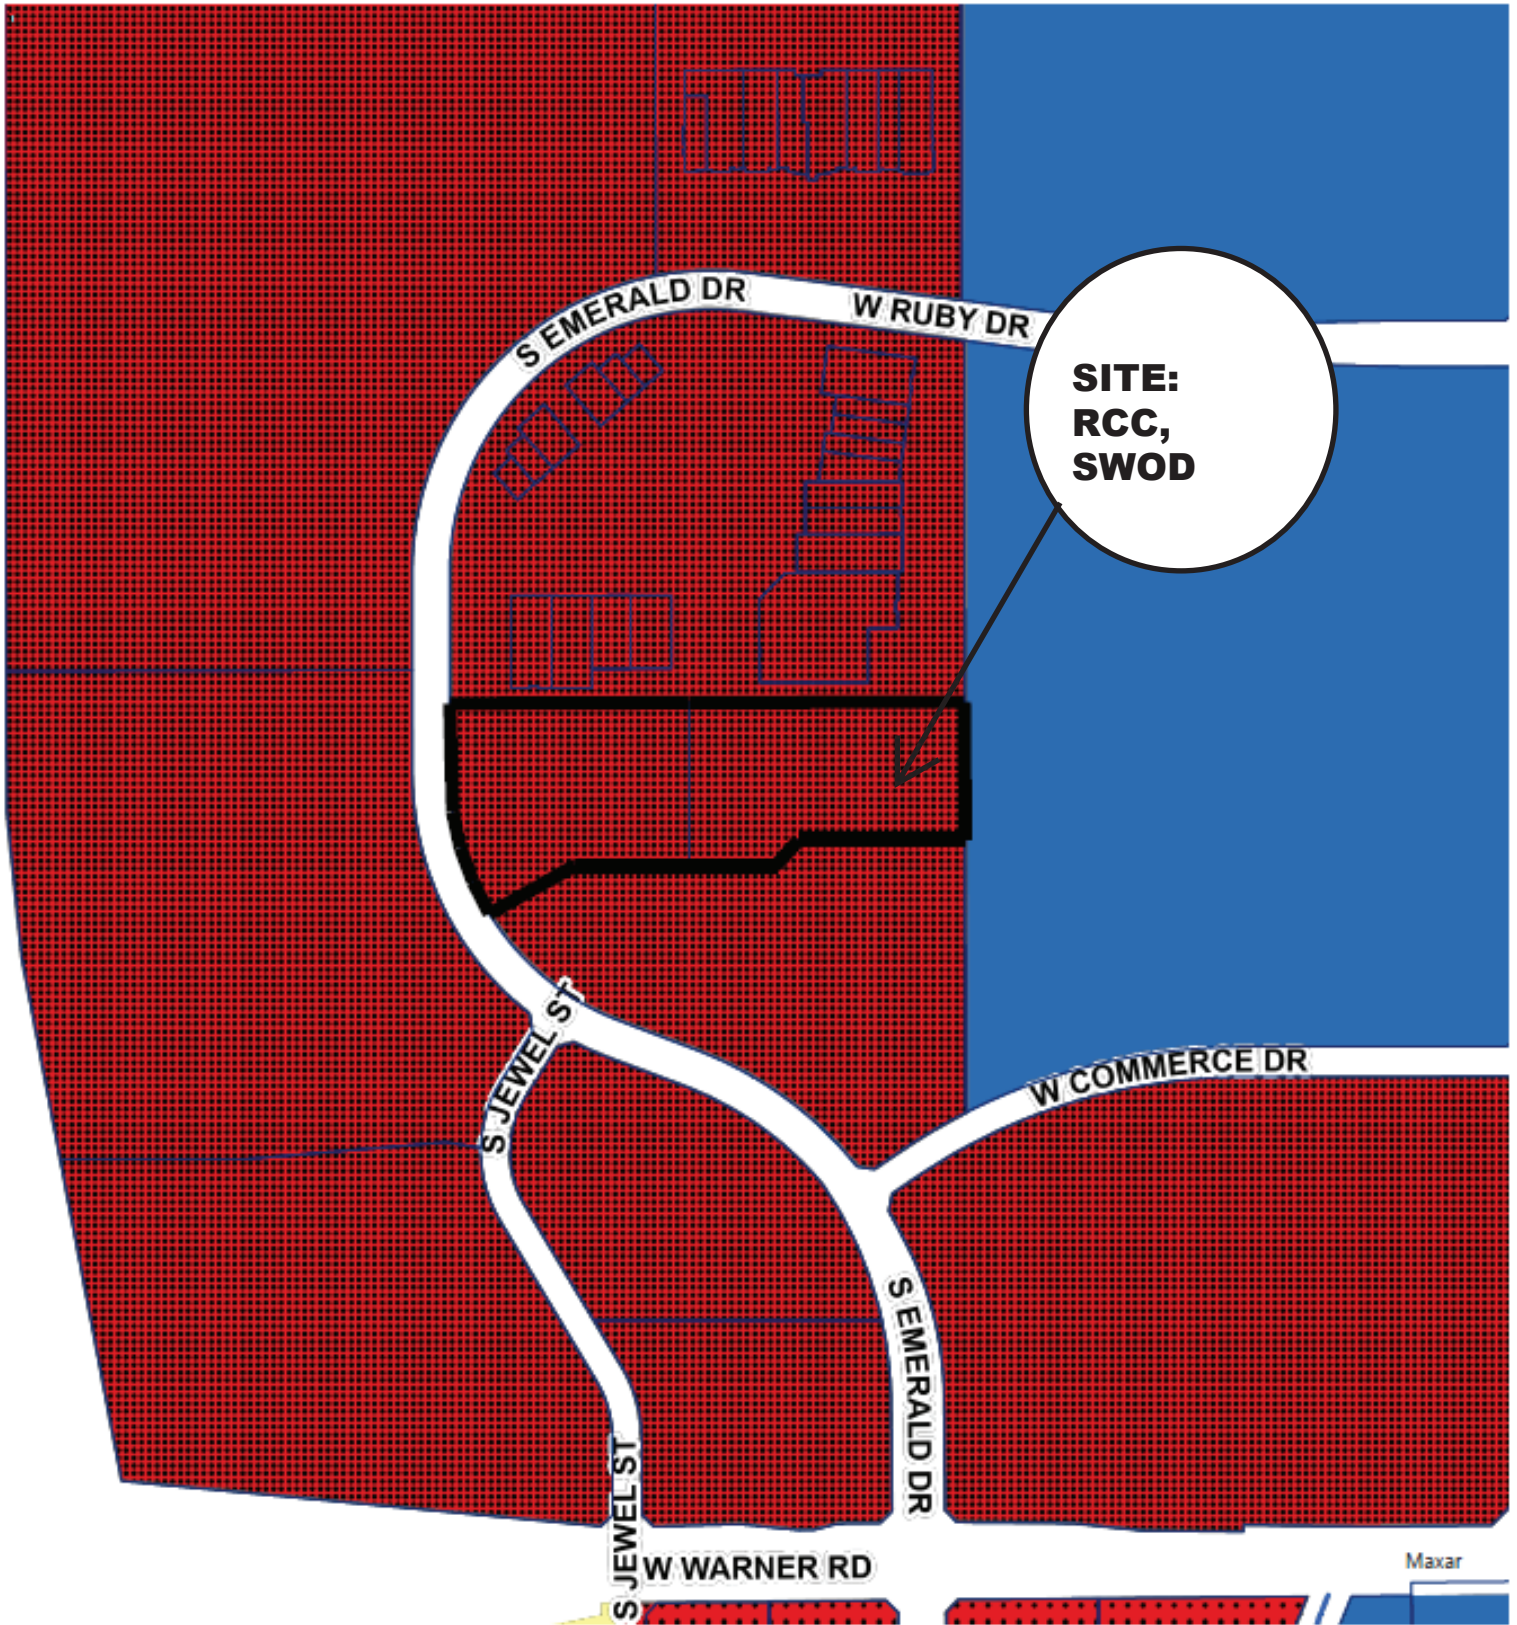 S EMERALD DR
W RUBY DR
SITE:
RCC,
SWOD
S JEWEL ST
W COMMERCE DR
S EMERALD DR
S JEWEL ST
W WARNER RD
Maxar
S